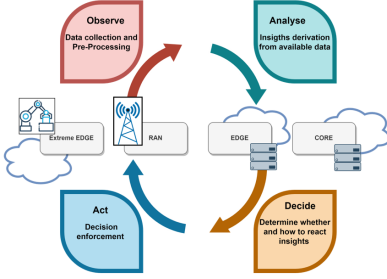 Observe
Data collection and
Pre-Processing
Analyse
Insigths derivation
from available data
Extreme EDGE
RAN
EDGE
CORE
Act
Decision
enforcement
Decide
Determine whether
and how to react
insights